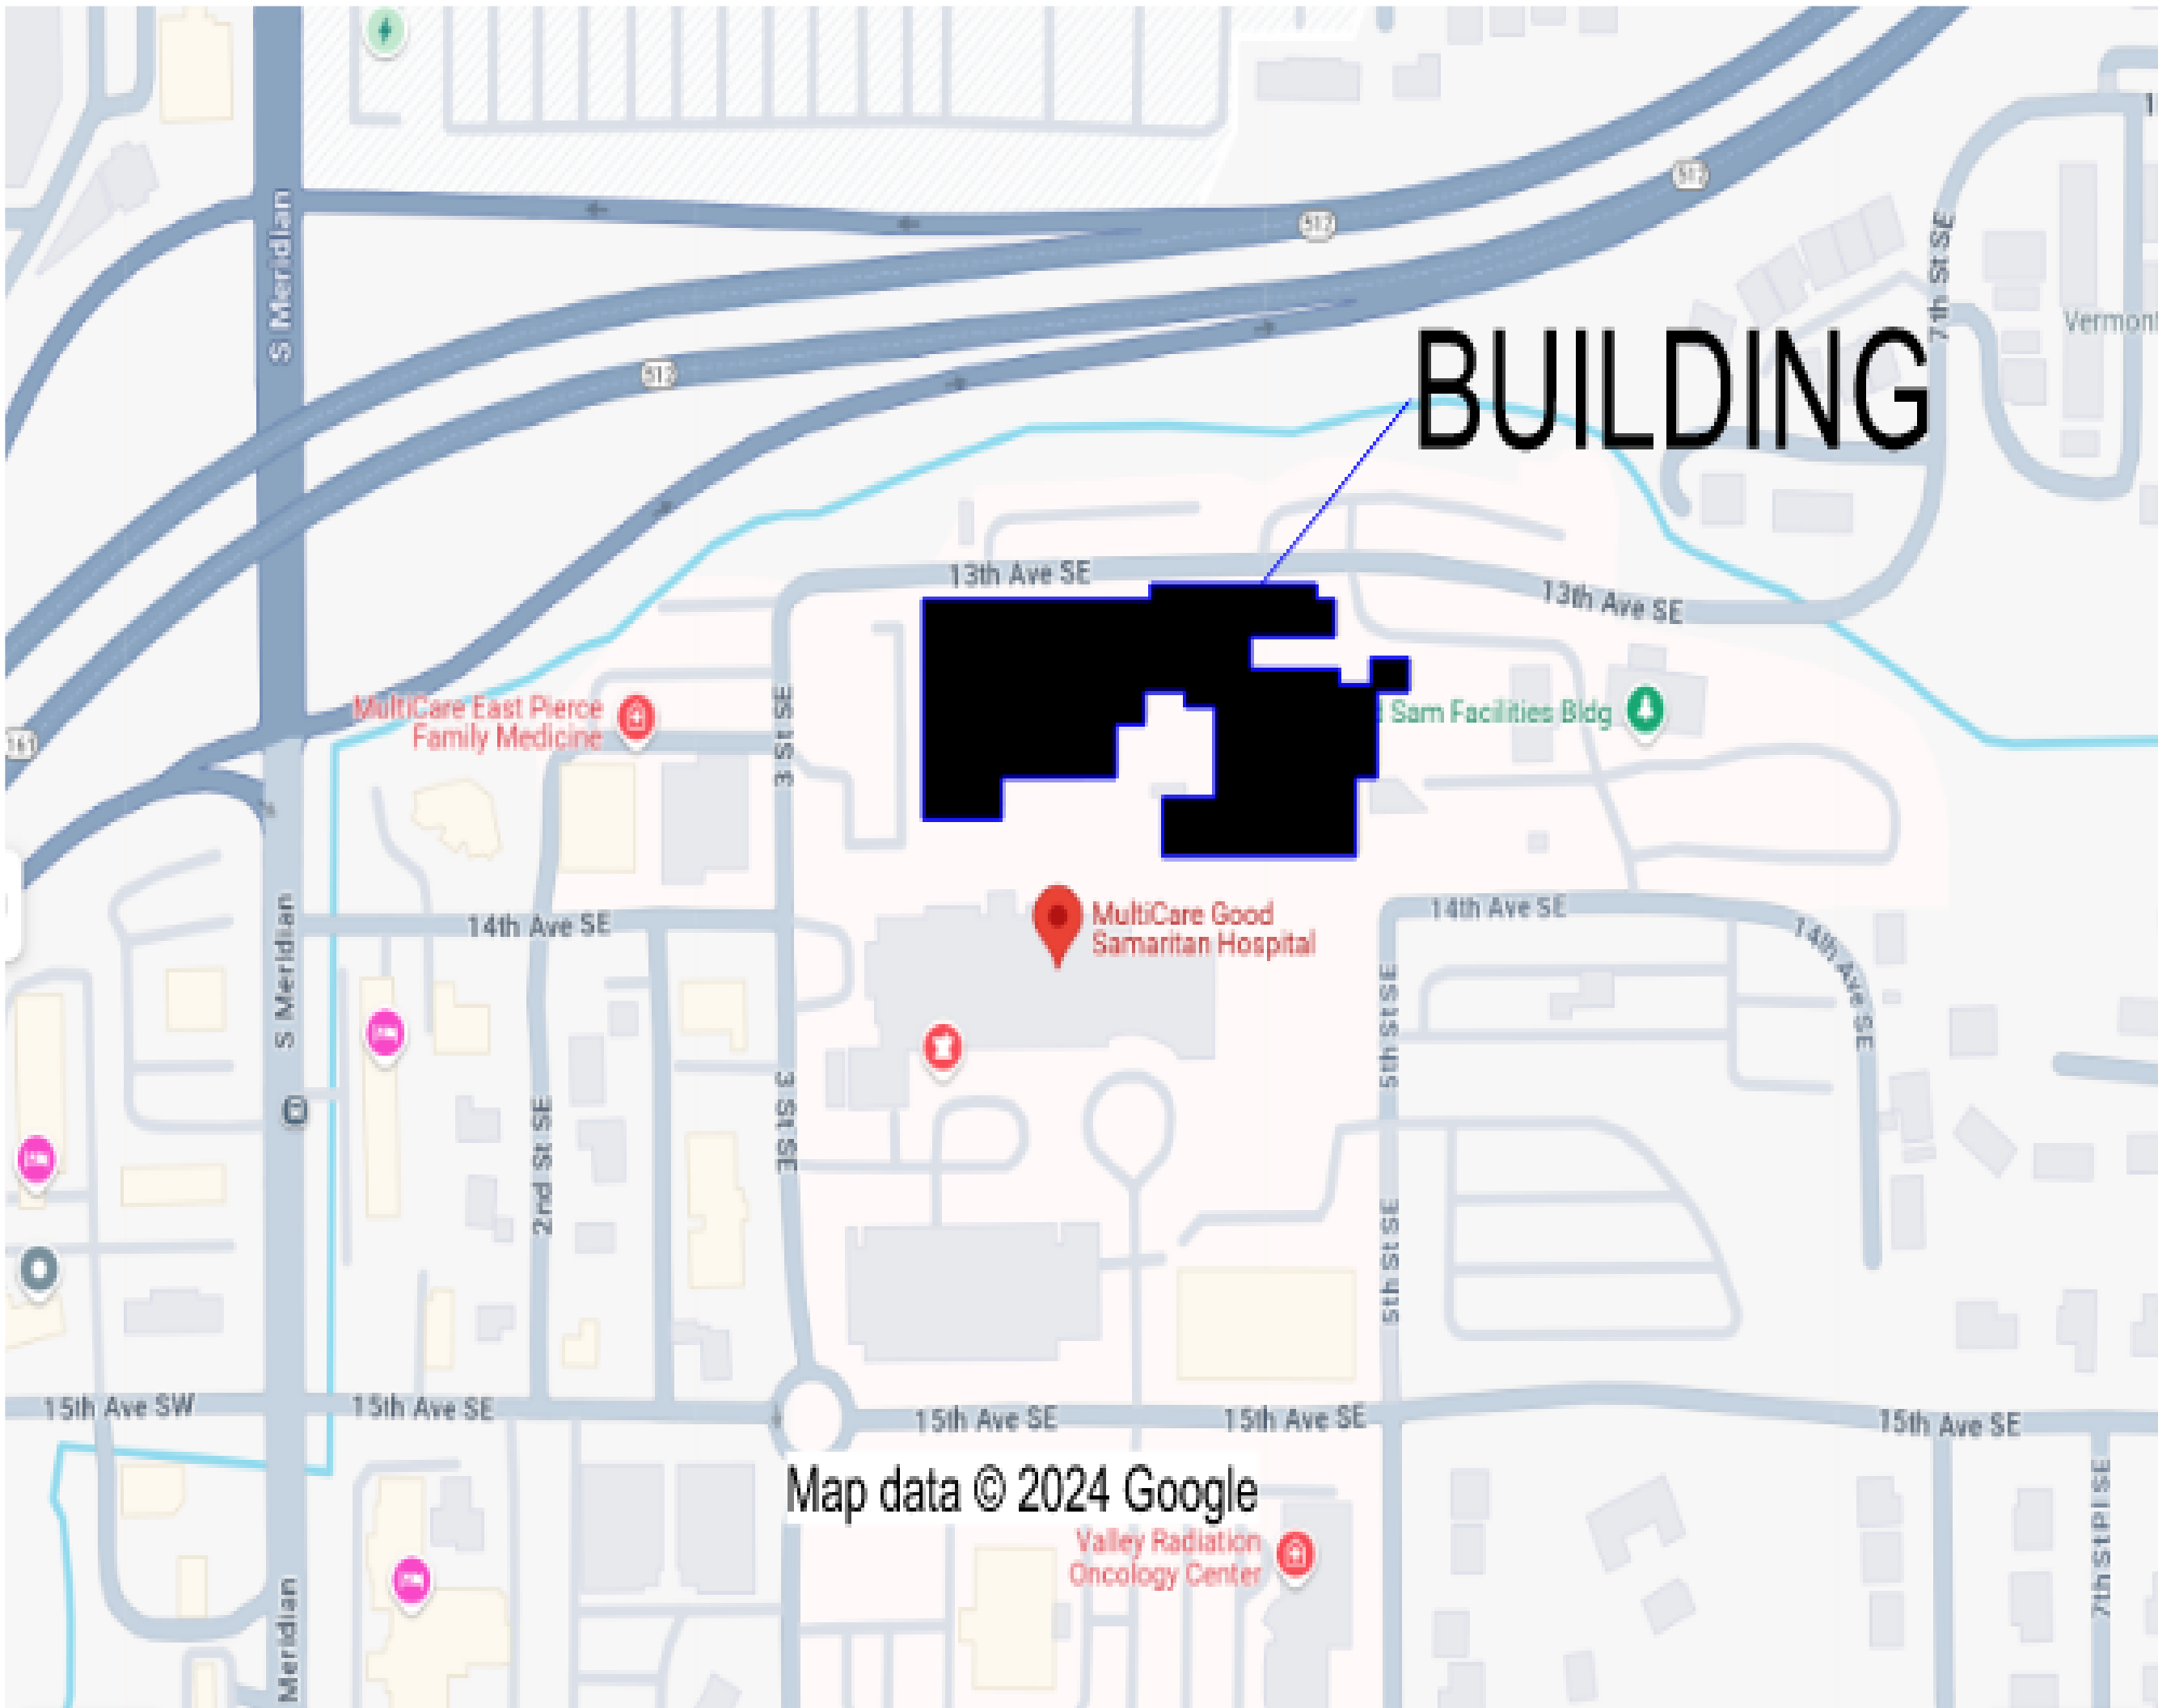 512
512
S Meridian
7th St SE
Vermont
BUILDING
512
13th Ave SE
13th Ave SE
3 St SE
MultiCare East Pierce
Family Medicine
Sam Facilities Bldg
161
14th Ave SE
14th Ave SE
14th Ave SE
S Meridian
MultiCare Good
Samaritan Hospital
5th St SE
3 St SE
2nd St SE
5th St SE
15th Ave SW
15th Ave SE
15th Ave SE
15th Ave SE
15th Ave SE
Map data © 2024 Google
Valley Radiation
Oncology Center
7th St Pl SE
Meridian